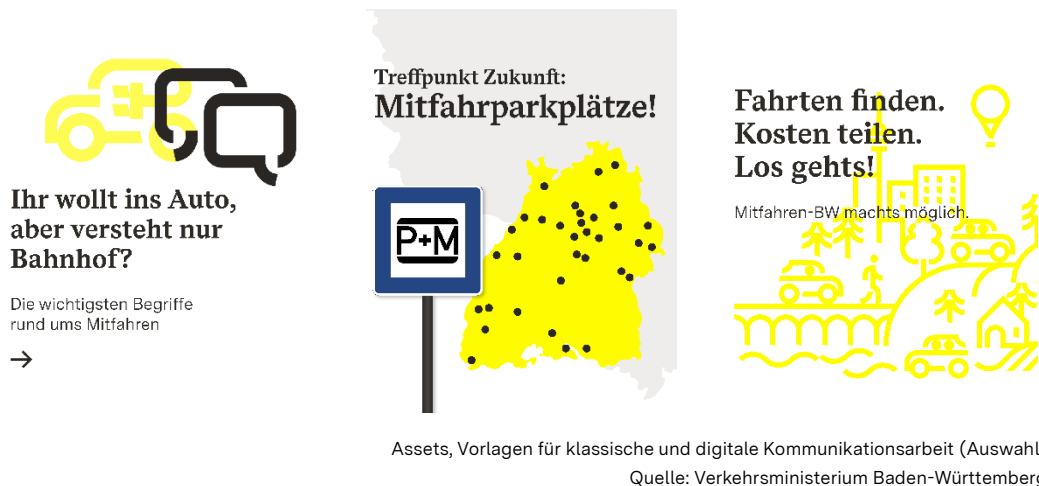 Ihr wollt ins Auto,
aber versteht nur
Bahnhof?
Die wichtigsten Begriffe
rund ums Mitfahren
Treffpunkt Zukunft:
Mitfahrparkplätze!
P+M
Fahrten finden.
Kosten teilen.
Los gehts!
Mitfahren-BW machts möglich.
Assets, Vorlagen für klassische und digitale Kommunikationsarbeit (Auswahl
Quelle: Verkehrsministerium Baden-Württemberg